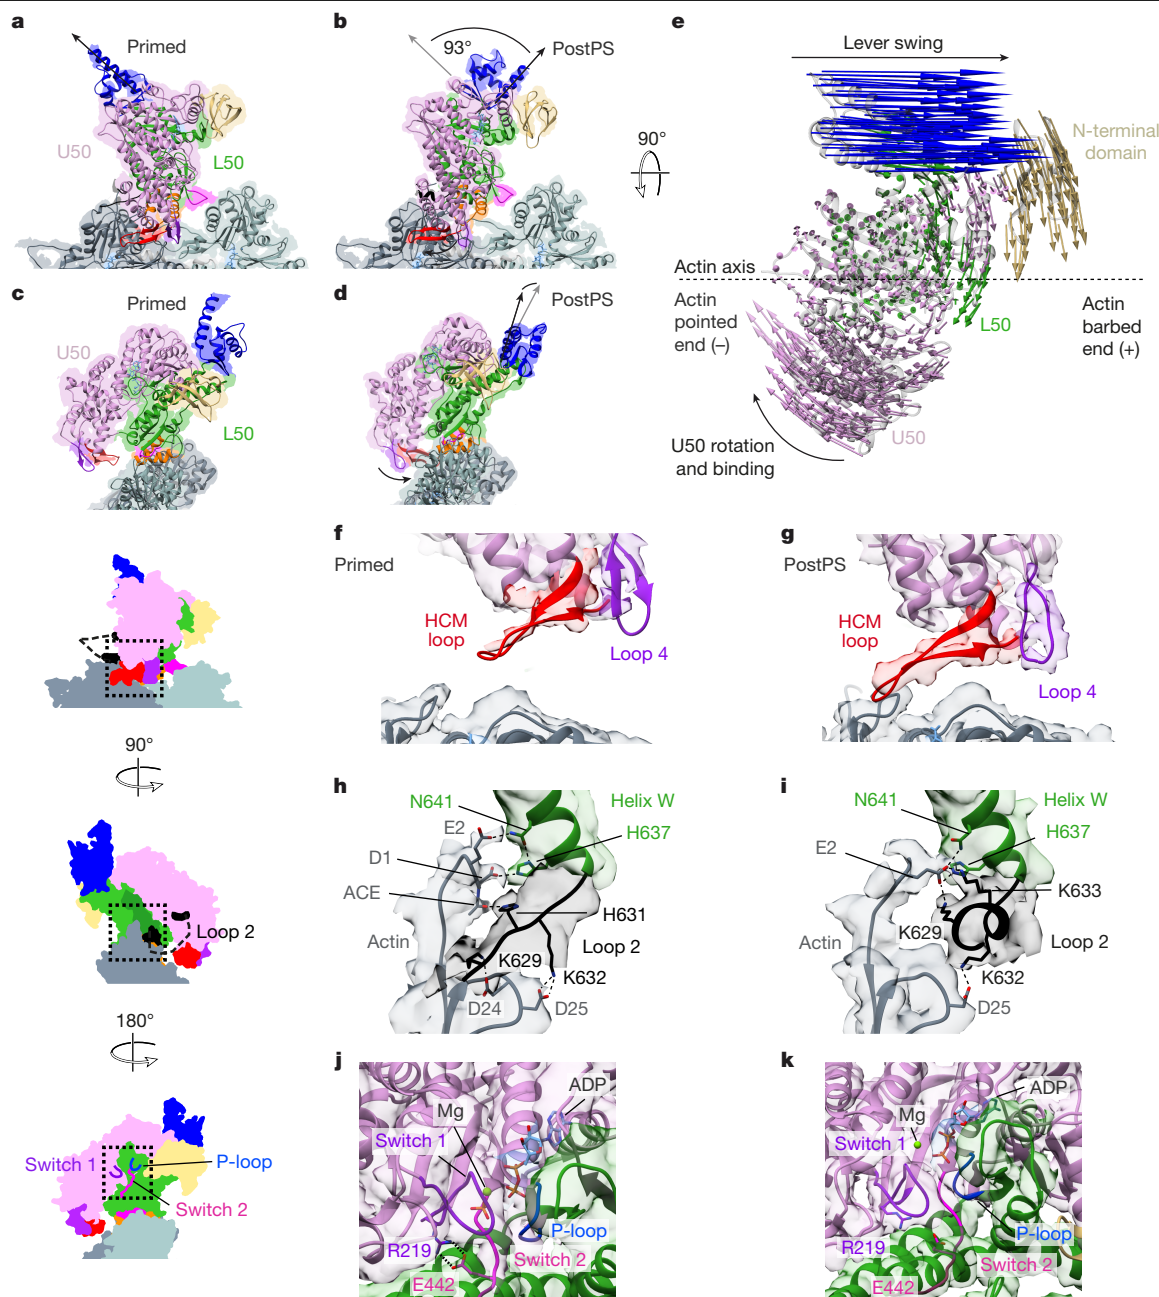 a
Primed
U50
L50
b
93°
PostPS
90°
e
Lever swing
N-terminal
domain
Actin axis
Actin
pointed
end (–)
L50
Actin
barbed
end (+)
U50
U50 rotation
and binding
c
Primed
U50
L50
d
PostPS
f
Primed
HCM
loop
Loop 4
g
PostPS
HCM
loop
Loop 4
90°
Loop 2
180°
Switch 1
P-loop
Switch 2
h
N641
Helix W
E2
H637
D1
ACE
H631
Actin
Loop 2
K629
K632
D24
D25
i
N641
Helix W
H637
E2
K633
K629
Actin
Loop 2
K632
D25
j
ADP
Mg
Switch 1
P-loop
R219
Switch 2
E442
k
ADP
Mg
Switch 1
P-loop
R219
Switch 2
E442